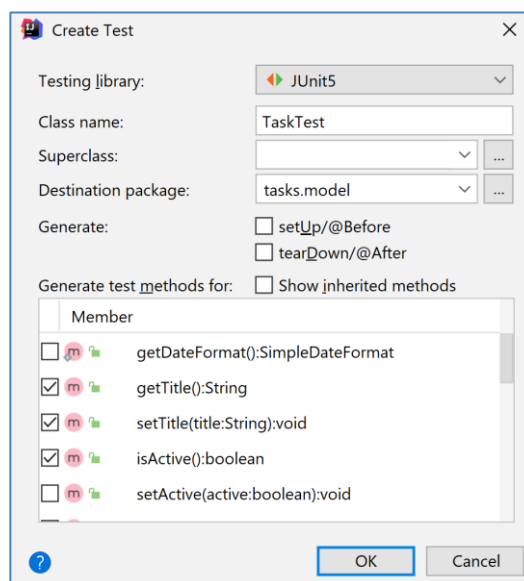 Create Test
Testing library: JUnit5
Class name: TaskTest
Superclass: ...
Destination package: tasks.model ...
Generate: setUp/@Before
tearDown/@After
Generate test methods for: Show inherited methods
Member
m getDateFormat():SimpleDateFormat
m getTitle():String
m setTitle(title:String):void
m isActive():boolean
m setActive(active:boolean):void
? OK Cancel